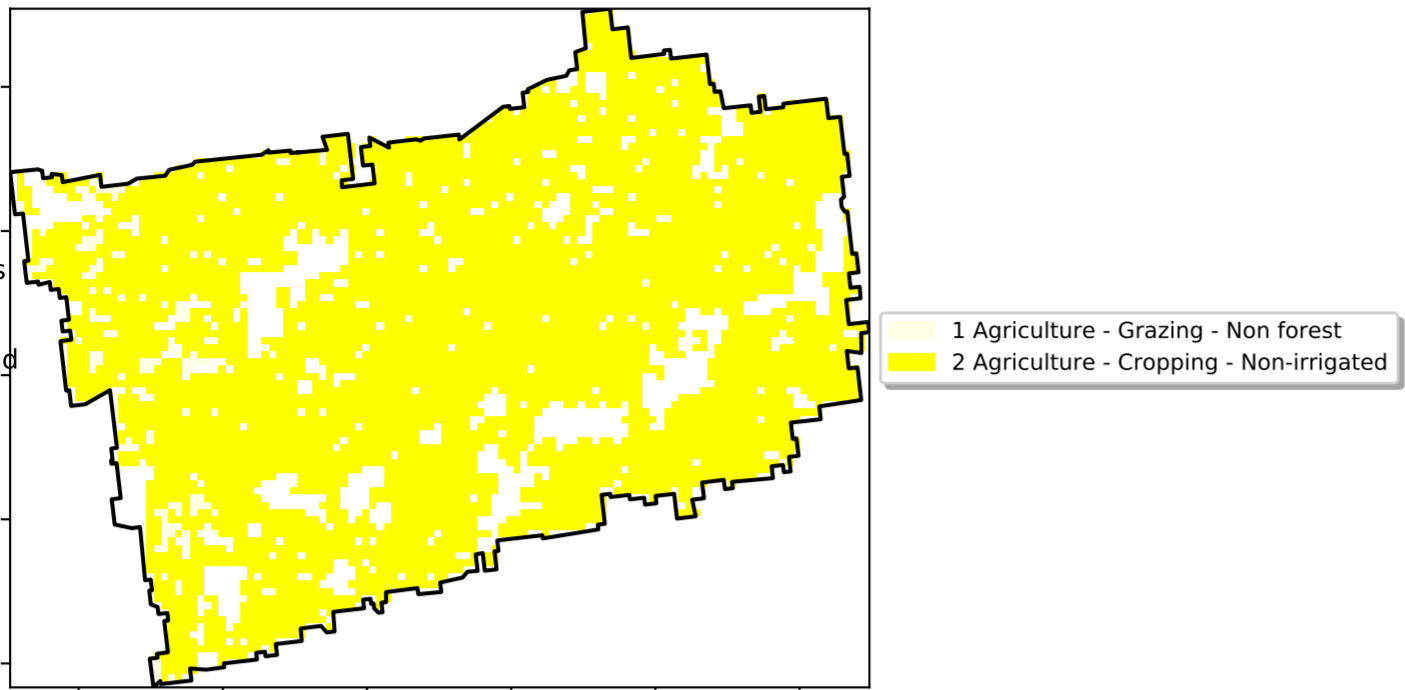 s
d
1 Agriculture - Grazing - Non forest
2 Agriculture - Cropping - Non-irrigated